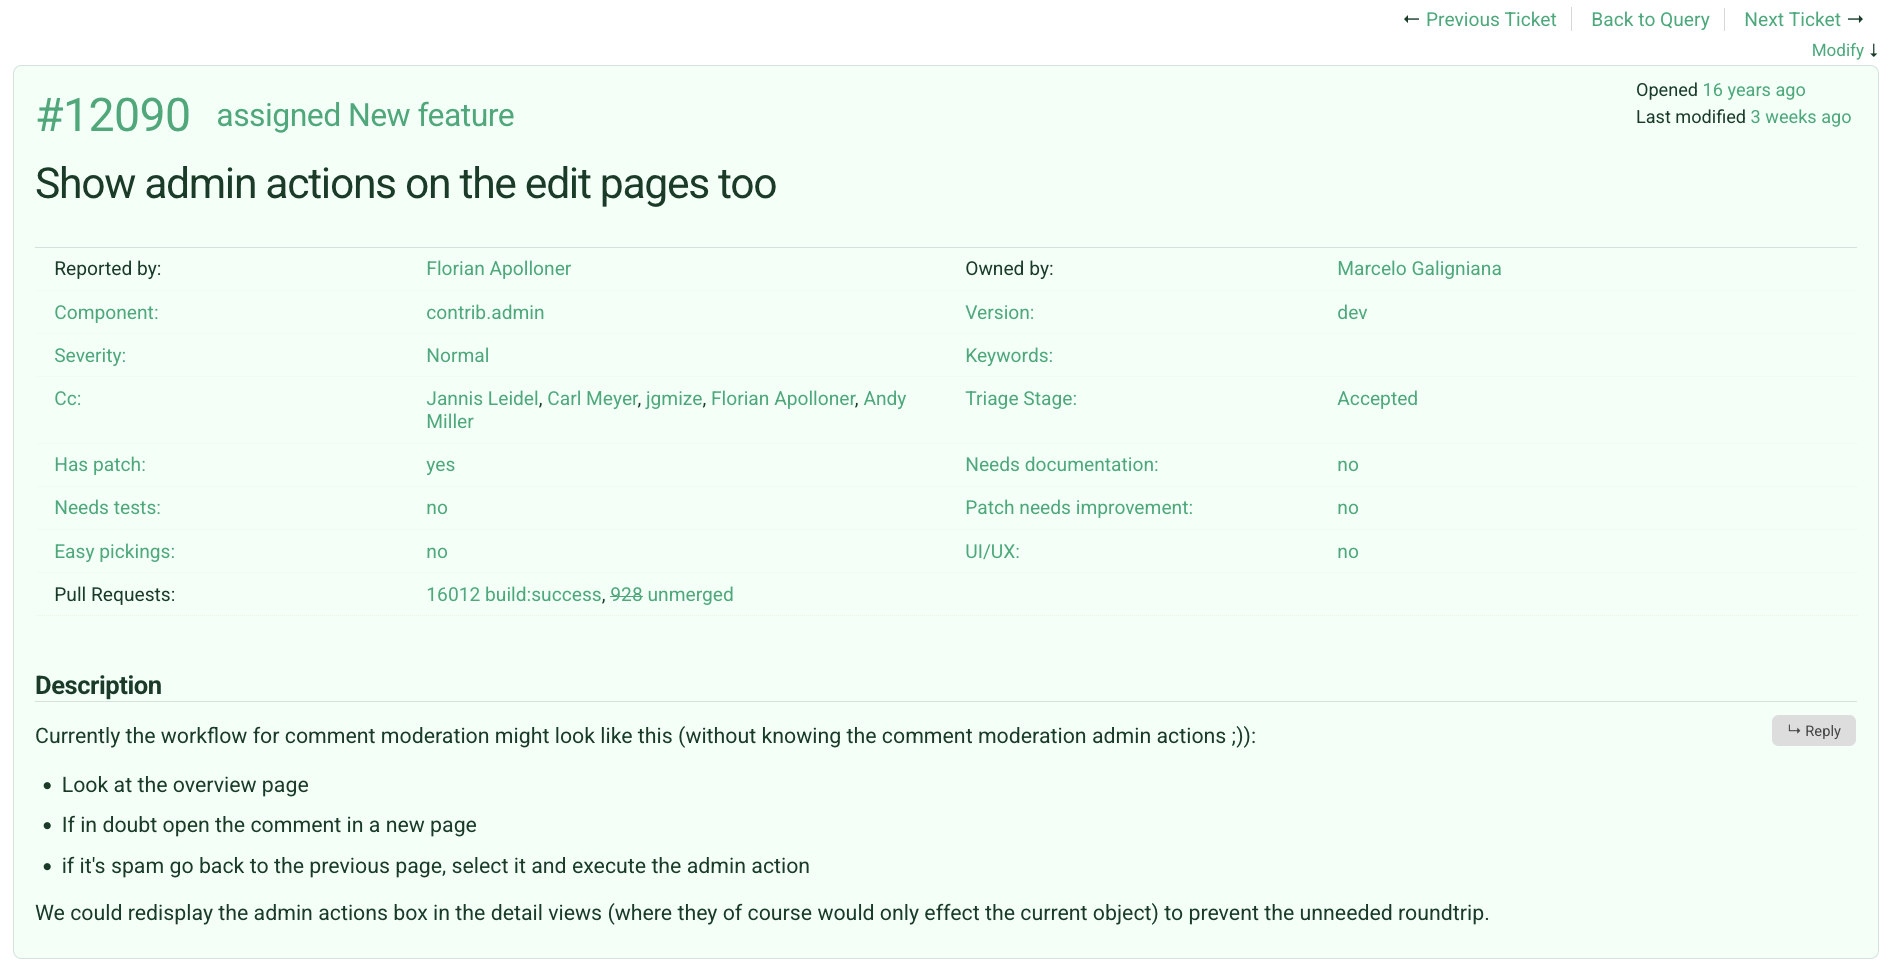 ← Previous Ticket Back to Query Next Ticket →
Modify ↓
#12090 assigned New feature
Opened 16 years ago
Last modified 3 weeks ago
Show admin actions on the edit pages too
Reported by: Florian Apolloner Owned by: Marcelo Galigniana
Component: contrib.admin Version: dev
Severity: Normal Keywords:
Cc: Jannis Leidel, Carl Meyer, jgmize, Florian Apolloner, Andy
Miller
Triage Stage: Accepted
Has patch: yes Needs documentation: no
Needs tests: no Patch needs improvement: no
Easy pickings: no UI/UX: no
Pull Requests: 16012 build:success, 928 unmerged
Description
Currently the workflow for comment moderation might look like this (without knowing the comment moderation admin actions ;)):
↳ Reply
• Look at the overview page
• If in doubt open the comment in a new page
• if it's spam go back to the previous page, select it and execute the admin action
We could redisplay the admin actions box in the detail views (where they of course would only effect the current object) to prevent the unneeded roundtrip.